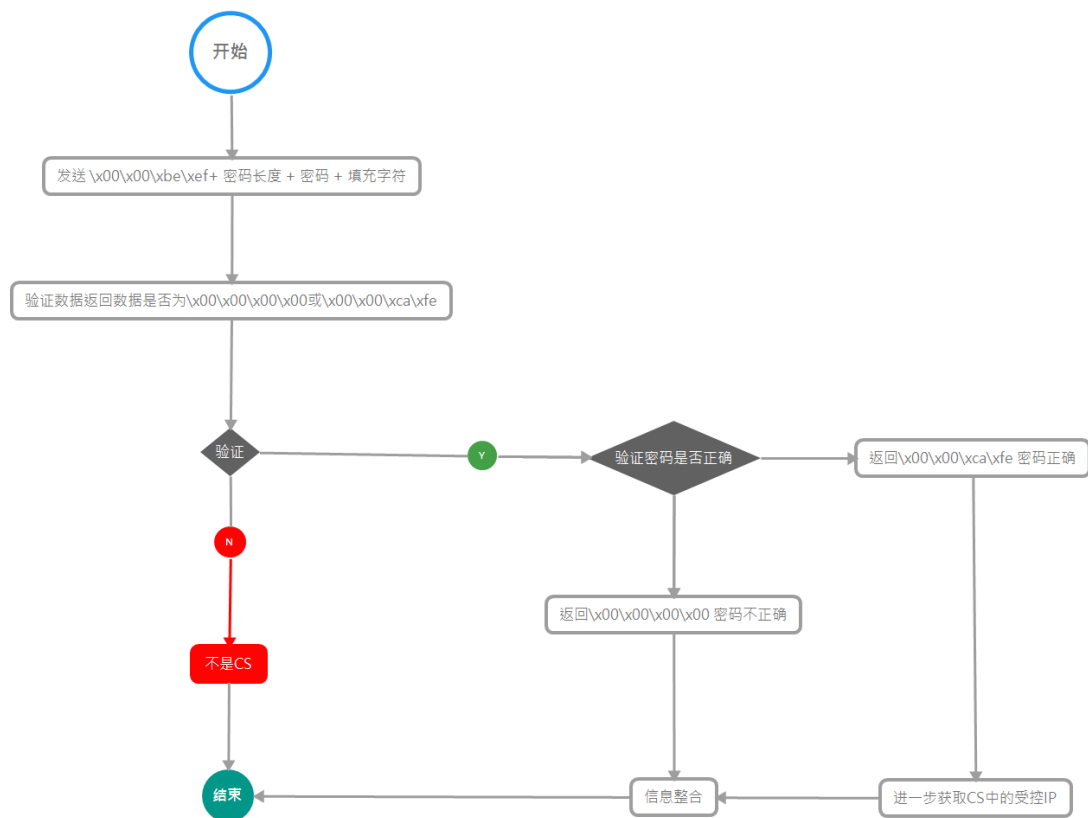 开始
发送 \x00\x00\xbe\xef+ 密码长度 + 密码 + 填充字符
验证数据返回数据是否为\x00\x00\x00\x00或\x00\x00\xca\xfe
验证
Y
验证密码是否正确
返回\x00\x00\xca\xfe 密码正确
N
返回\x00\x00\x00\x00 密码不正确
不是CS
结束
信息整合
进一步获取CS中的受控IP